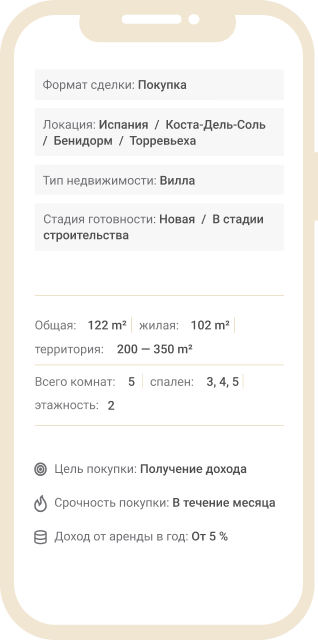 Формат сделки: Покупка
Локация: Испания / Коста-Дель-Соль
/ Бенидорм / Торревьеха
Тип недвижимости: Вилла
Стадия готовности: Новая / В стадии
строительства
Общая: 122 m² жилая: 102 m²
территория: 200 — 350 m²
Всего комнат: 5 спален: 3, 4, 5
этажность: 2
Цель покупки: Получение дохода
Срочность покупки: В течение месяца
Доход от аренды в год: От 5 %